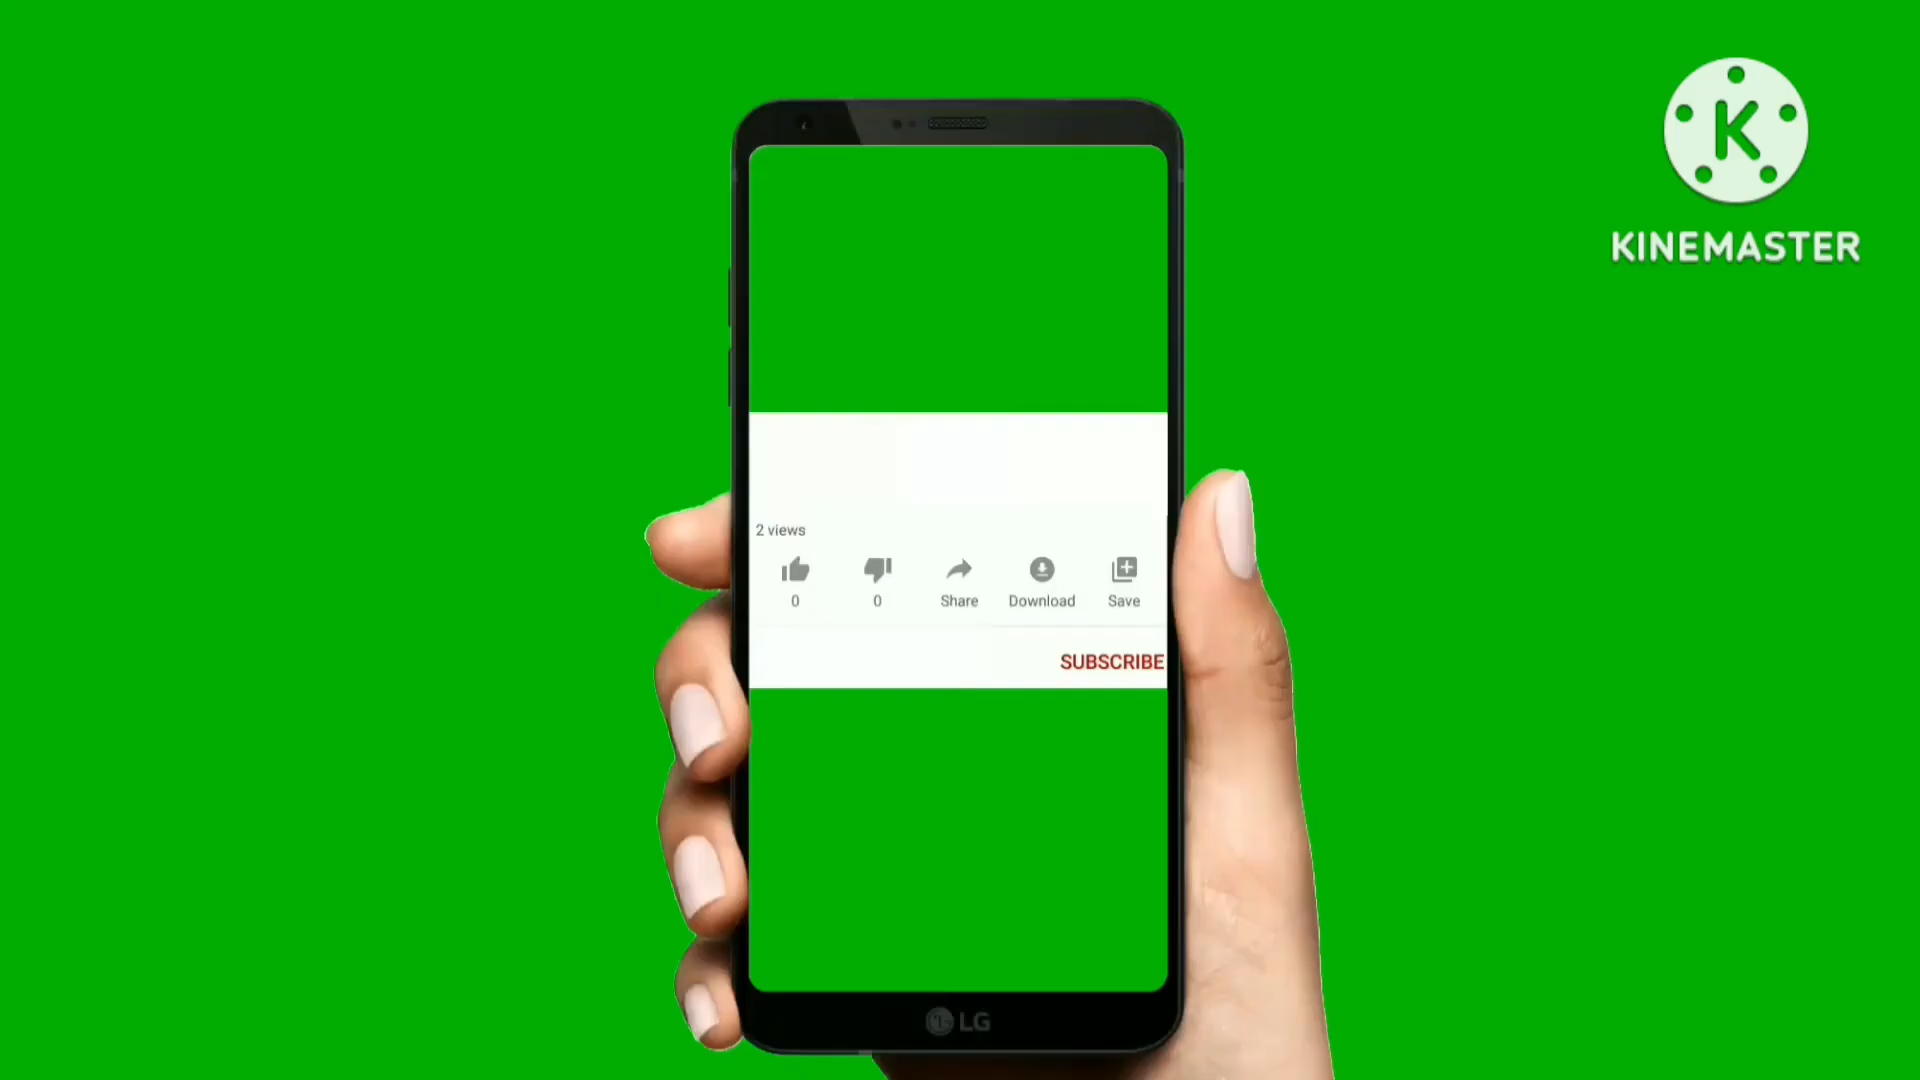 K
KINEMASTER
2 views
0 0 Share Download Save
SUBSCRIBE
LG